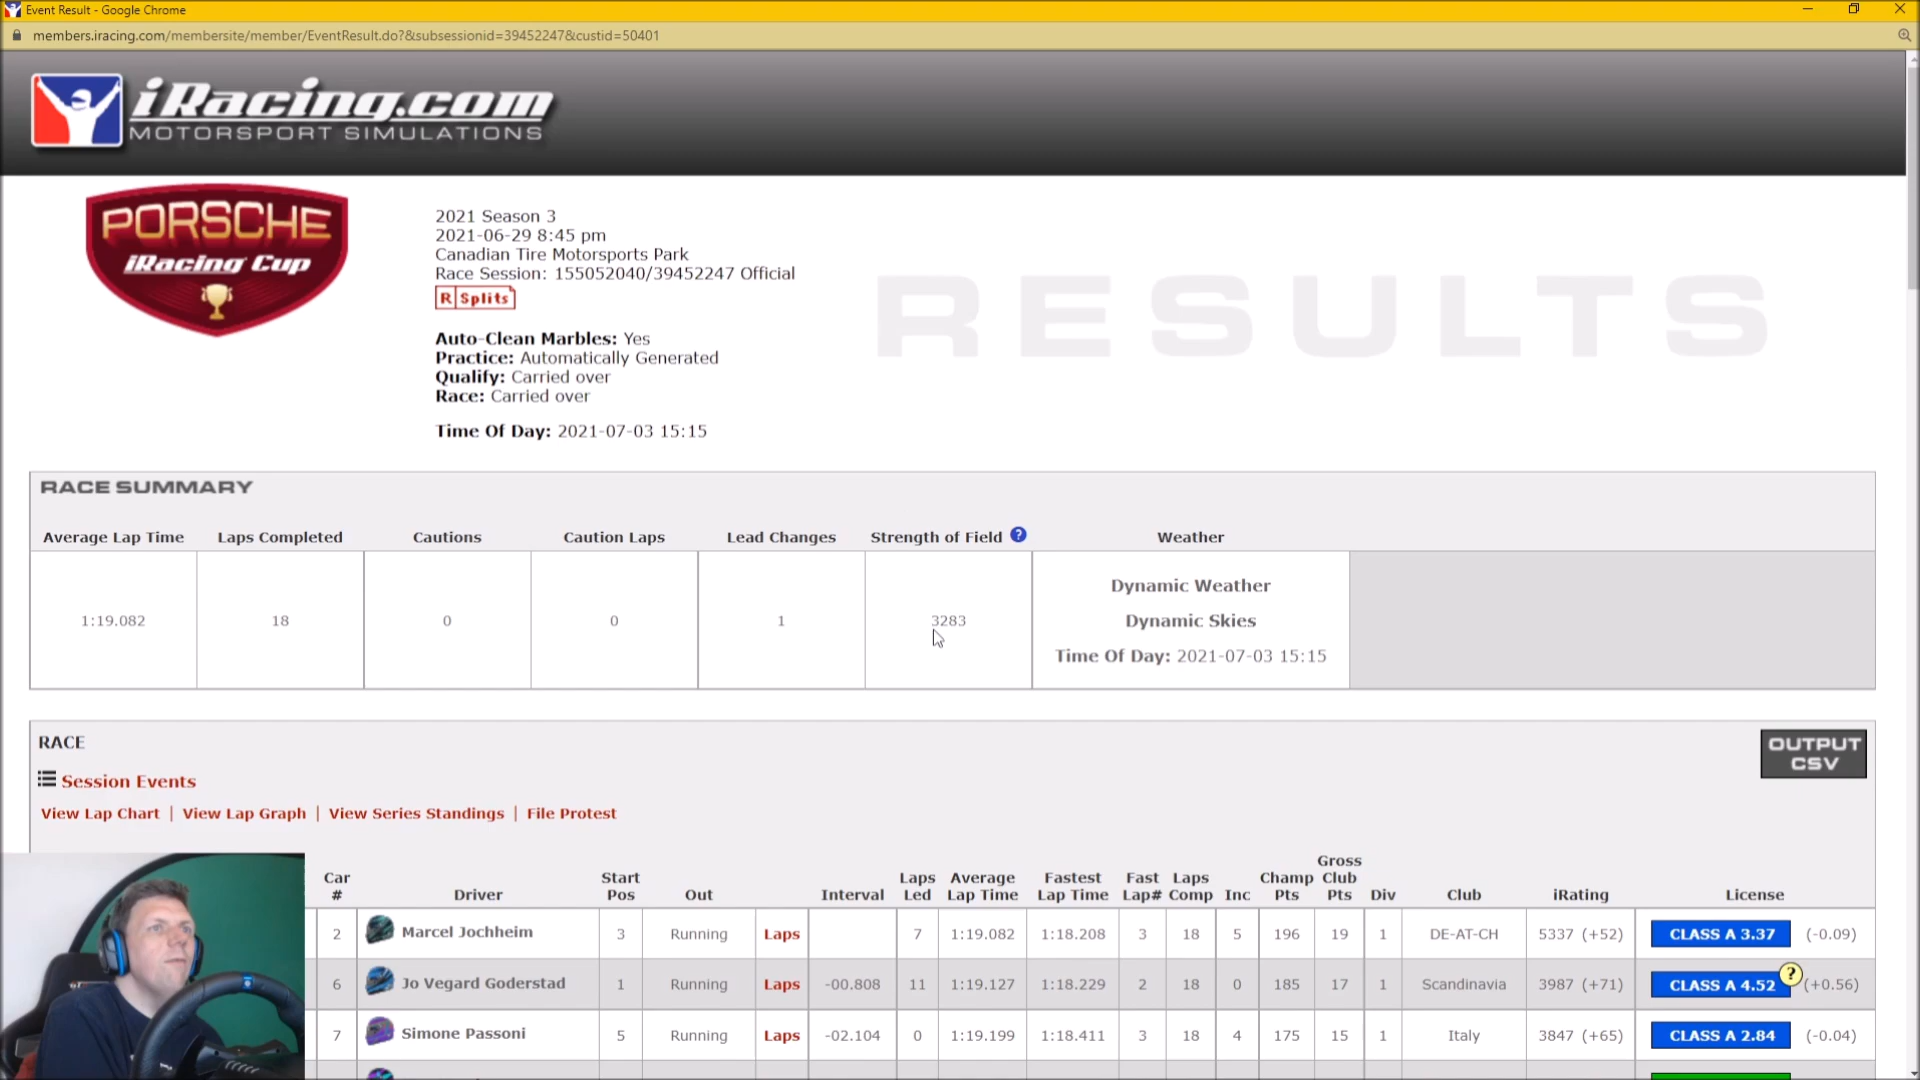 Event Result - Google Chrome
members.iracing.com/membersite/member/EventResult.do?&subsessionid=39452247&custid=50401
iRacing.com
MOTORSPORT SIMULATIONS
PORSCHE
iRacing Cup
2021 Season 3
2021-06-29 8:45 pm
Canadian Tire Motorsports Park
Race Session: 155052040/39452247 Official
R Splits
Auto-Clean Marbles: Yes
Practice: Automatically Generated
Qualify: Carried over
Race: Carried over
Time Of Day: 2021-07-03 15:15
RESULTS
RACE SUMMARY
Average Lap Time Laps Completed Cautions Caution Laps Lead Changes Strength of Field ? Weather
1:19.082 18 0 0 1 3283 Dynamic Weather
Dynamic Skies
Time Of Day: 2021-07-03 15:15
RACE
OUTPUT
CSV
Session Events
View Lap Chart | View Lap Graph | View Series Standings | File Protest
Car # Driver Start Pos Out Interval Laps Led Average Lap Time Fastest Lap Time Fast Lap# Laps Comp Inc Champ Pts Gross Club Pts Div Club iRating License
2 Marcel Jochheim 3 Running Laps 7 1:19.082 1:18.208 3 18 5 196 19 1 DE-AT-CH 5337 (+52) CLASS A 3.37 (-0.09)
6 Jo Vegard Goderstad 1 Running Laps -00.808 11 1:19.127 1:18.229 2 18 0 185 17 1 Scandinavia 3987 (+71) CLASS A 4.52 ? (+0.56)
7 Simone Passoni 5 Running Laps -02.104 0 1:19.199 1:18.411 3 18 4 175 15 1 Italy 3847 (+65) CLASS A 2.84 (-0.04)